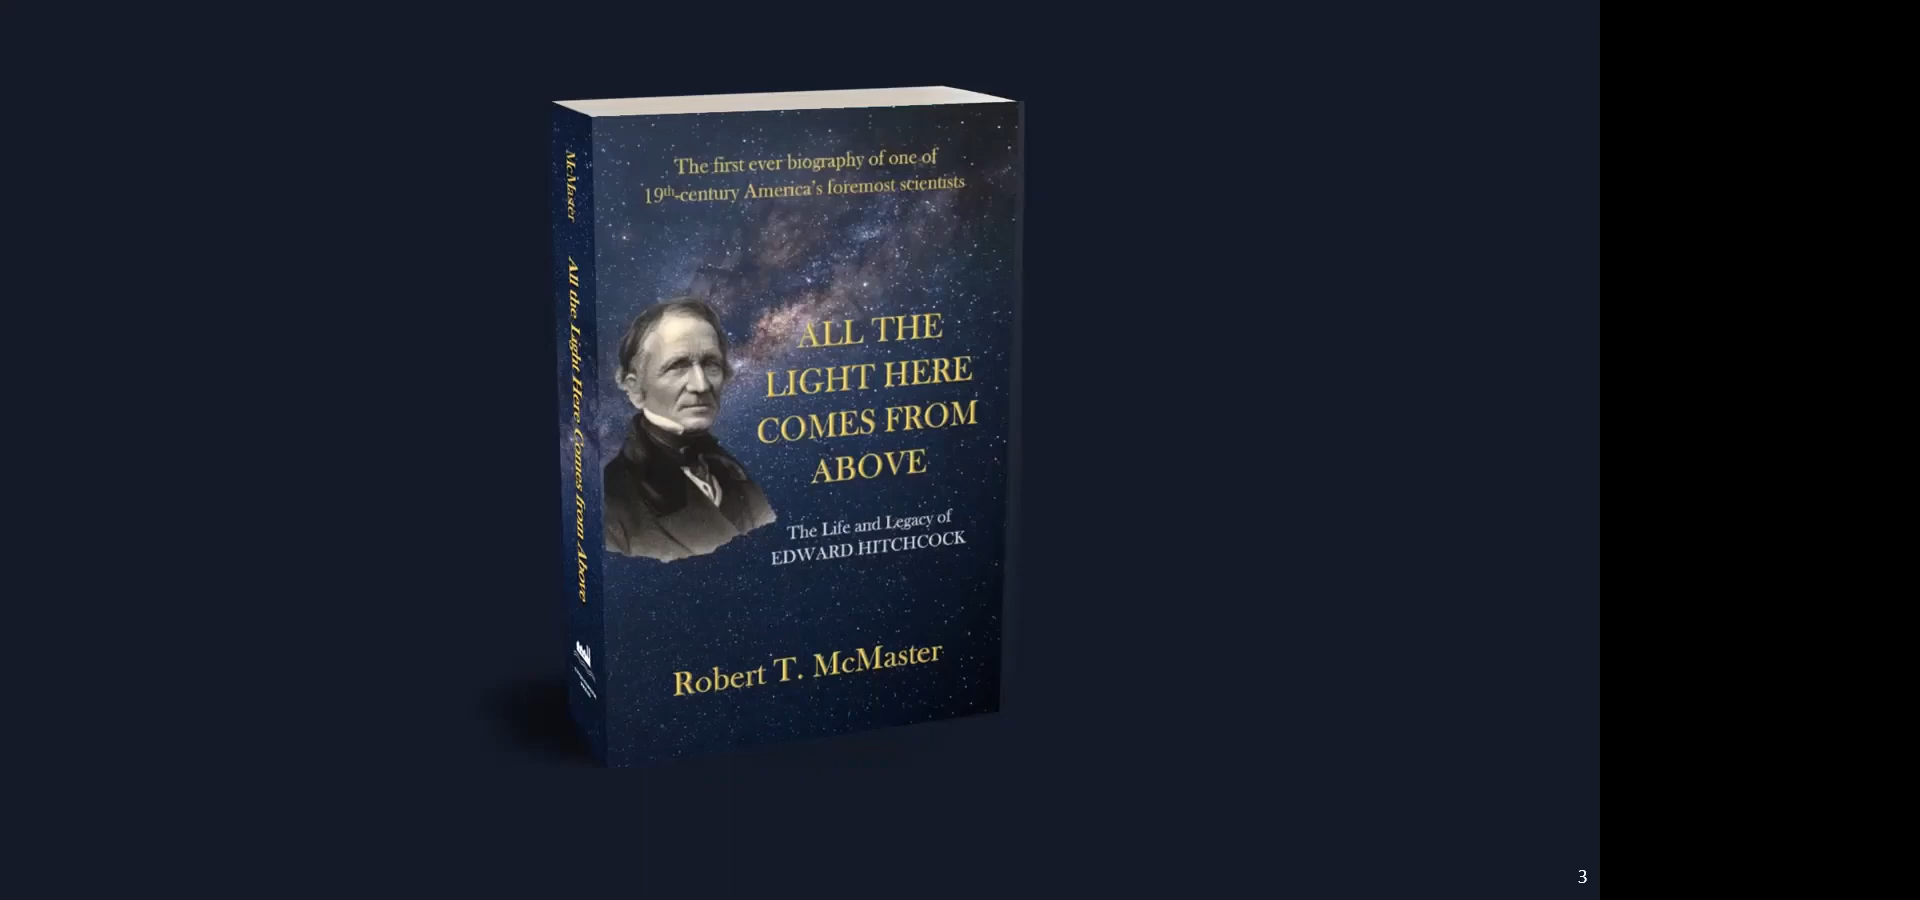 The first ever biography of one of
19th-century America's foremost scientists
ALL THE
LIGHT HERE
COMES FROM
ABOVE
The Life and Legacy of
EDWARD HITCHCOCK
Robert T. McMaster
McMaster
All the Light Here Comes from Above
3